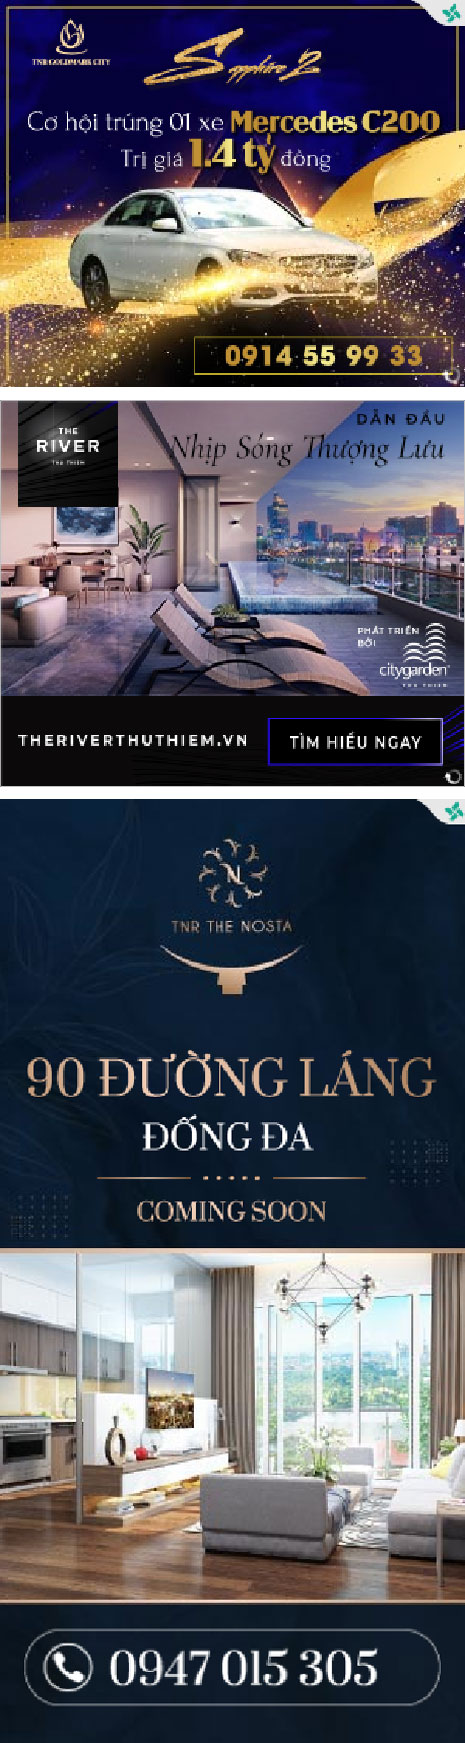 TNR GOLDMARK CITY
Sapphire 2
Cơ hội trúng 01 xe Mercedes C200
Trị giá 1.4 tỷ đồng
0914 55 99 33
THE
RIVER
THU THIEM
DẪN ĐẦU
Nhịp Sống Thượng Lưu
PHÁT TRIỂN
BỞI
citygarden
THU THIEM
THERIVERTHUTHIEM.VN
TÌM HIỂU NGAY
N
TNR THE NOSTA
90 ĐƯỜNG LÁNG
ĐỐNG ĐA
COMING SOON
0947 015 305